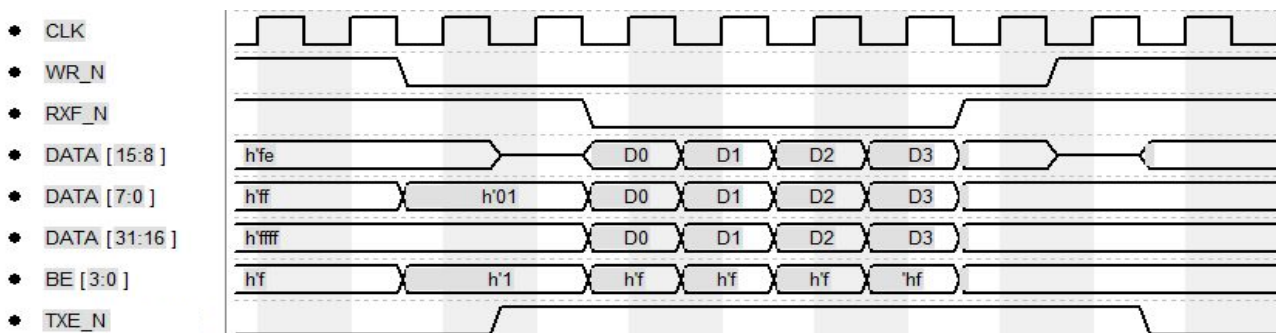 CLK
WR_N
RXF_N
DATA [ 15:8 ] h'fe D0 D1 D2 D3
DATA [7:0 ] h'ff h'01 D0 D1 D2 D3
DATA [ 31:16 ] h'ffff D0 D1 D2 D3
BE [ 3:0 ] h'f h'1 h'f h'f h'f 'hf
TXE_N